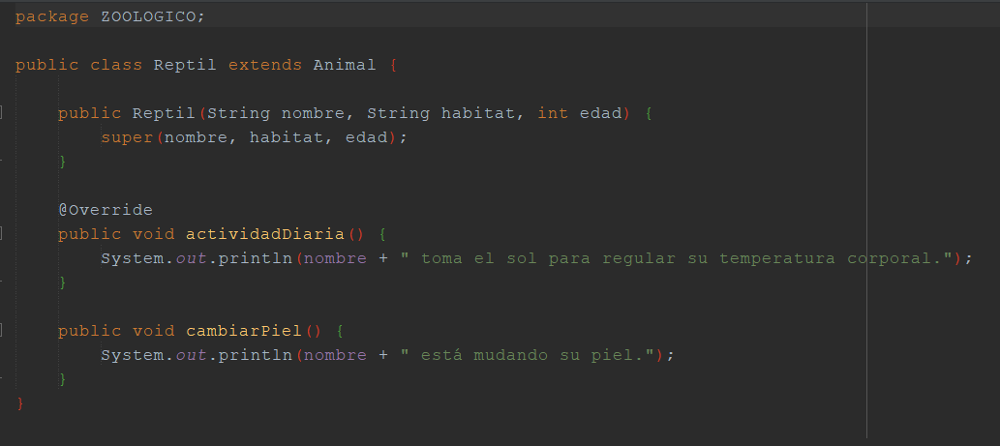 package ZOOLOGICO;
public class Reptil extends Animal {
public Reptil(String nombre, String habitat, int edad) {
super(nombre, habitat, edad);
}
@Override
public void actividadDiaria() {
System.out.println(nombre + " toma el sol para regular su temperatura corporal.");
}
public void cambiarPiel() {
System.out.println(nombre + " está mudando su piel.");
}
}